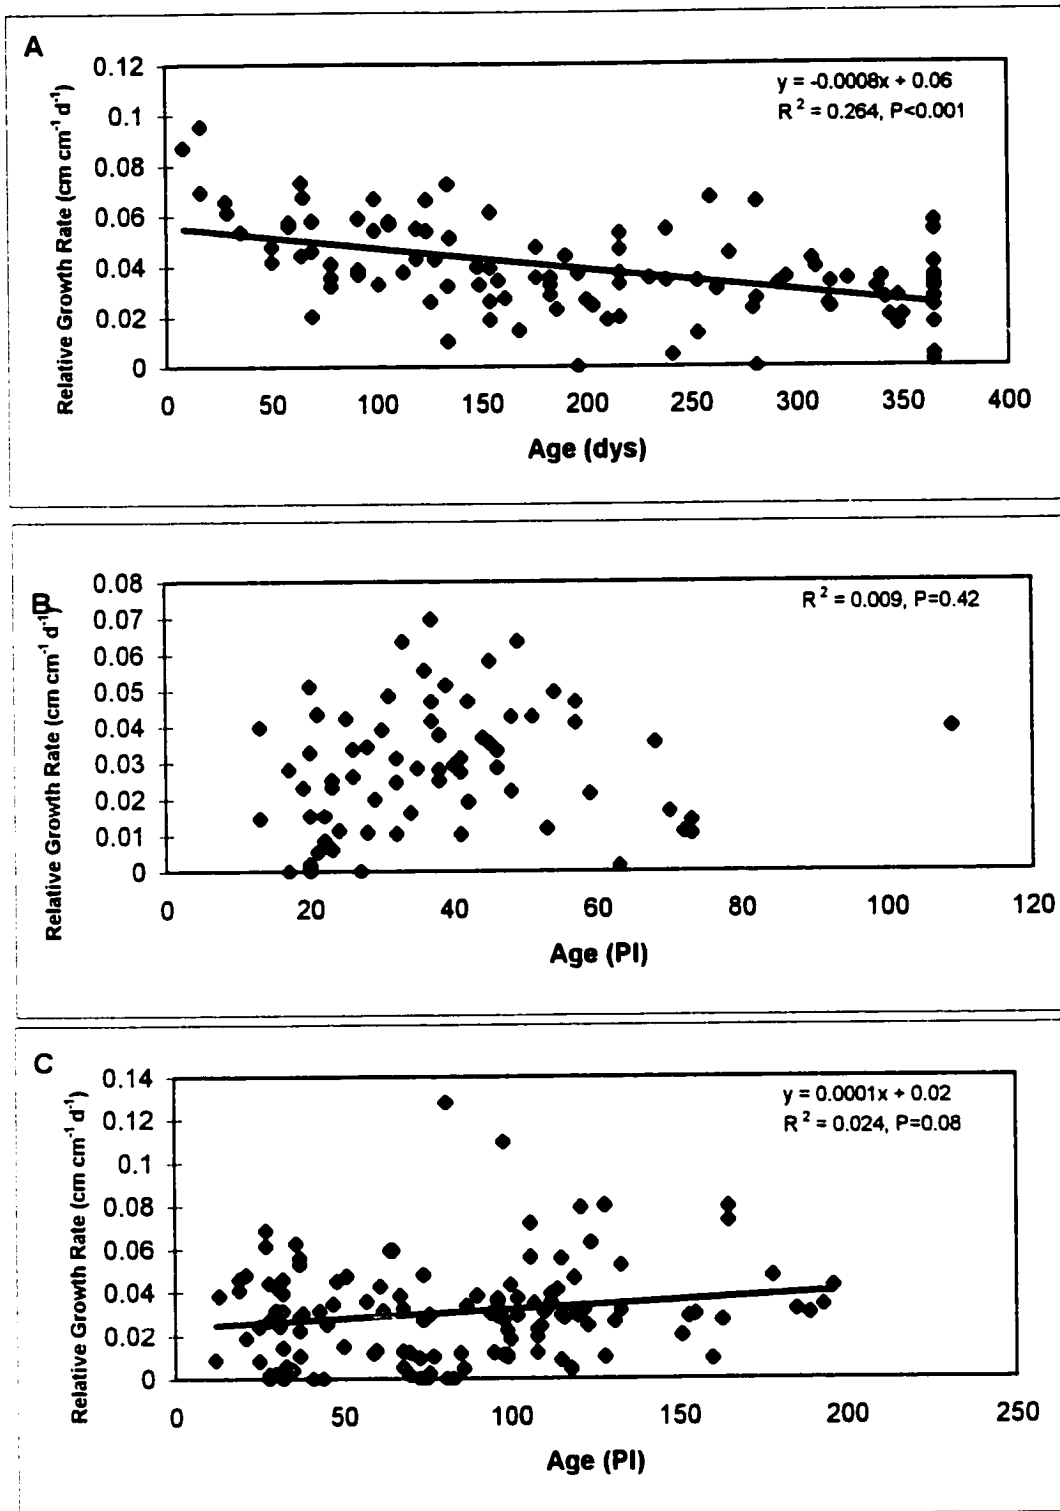 A
y = -0.0008x + 0.06
R² = 0.264, P<0.001
Relative Growth Rate (cm cm⁻¹ d⁻¹)
0.12
0.1
0.08
0.06
0.04
0.02
0
0 50 100 150 200 250 300 350 400
Age (dys)
B
R² = 0.009, P=0.42
Relative Growth Rate (cm cm⁻¹ d⁻¹)
0.08
0.07
0.06
0.05
0.04
0.03
0.02
0.01
0
0 20 40 60 80 100 120
Age (PI)
C
y = 0.0001x + 0.02
R² = 0.024, P=0.08
Relative Growth Rate (cm cm⁻¹ d⁻¹)
0.14
0.12
0.1
0.08
0.06
0.04
0.02
0
0 50 100 150 200 250
Age (PI)